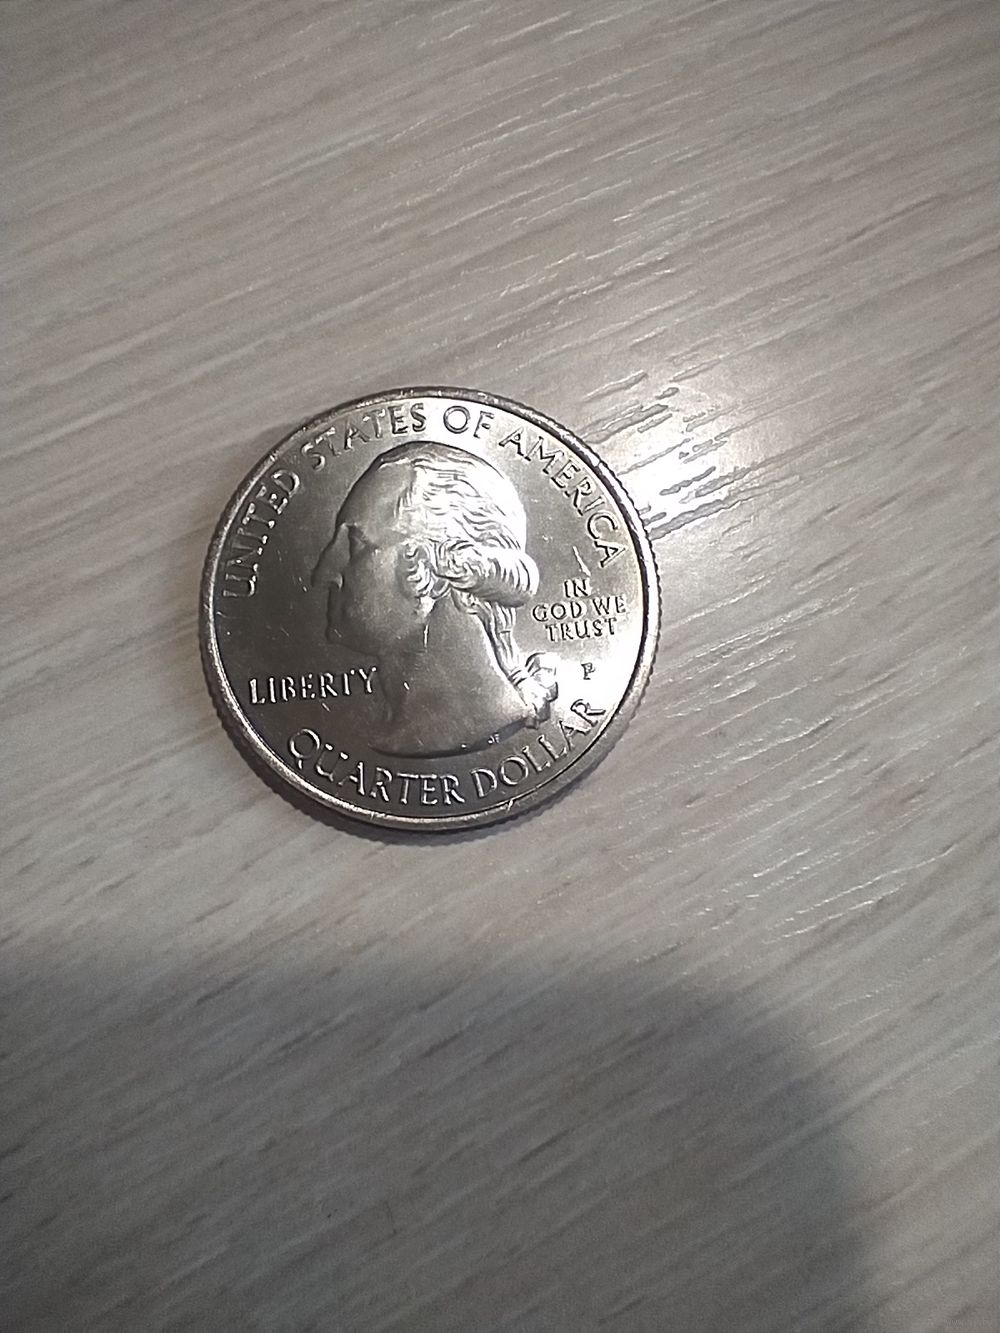 UNITED STATES OF AMERICA
IN
GOD WE
TRUST
LIBERTY
P
QUARTER DOLLAR